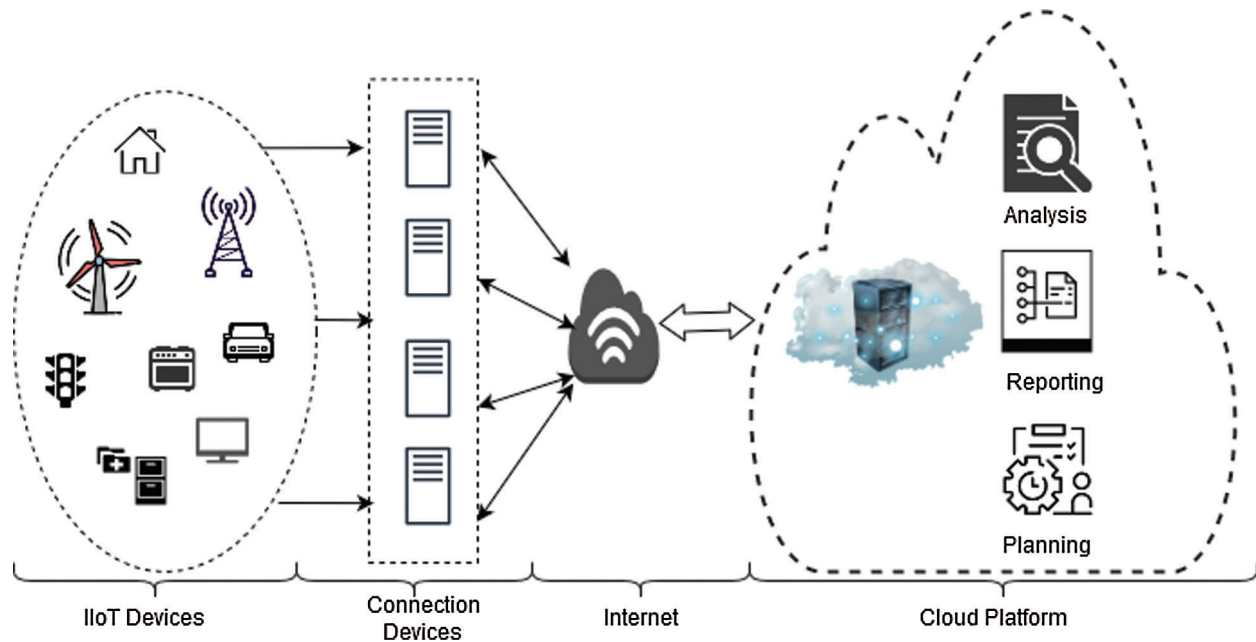 Analysis
Reporting
Planning
IIoT Devices
Connection
Devices
Internet
Cloud Platform